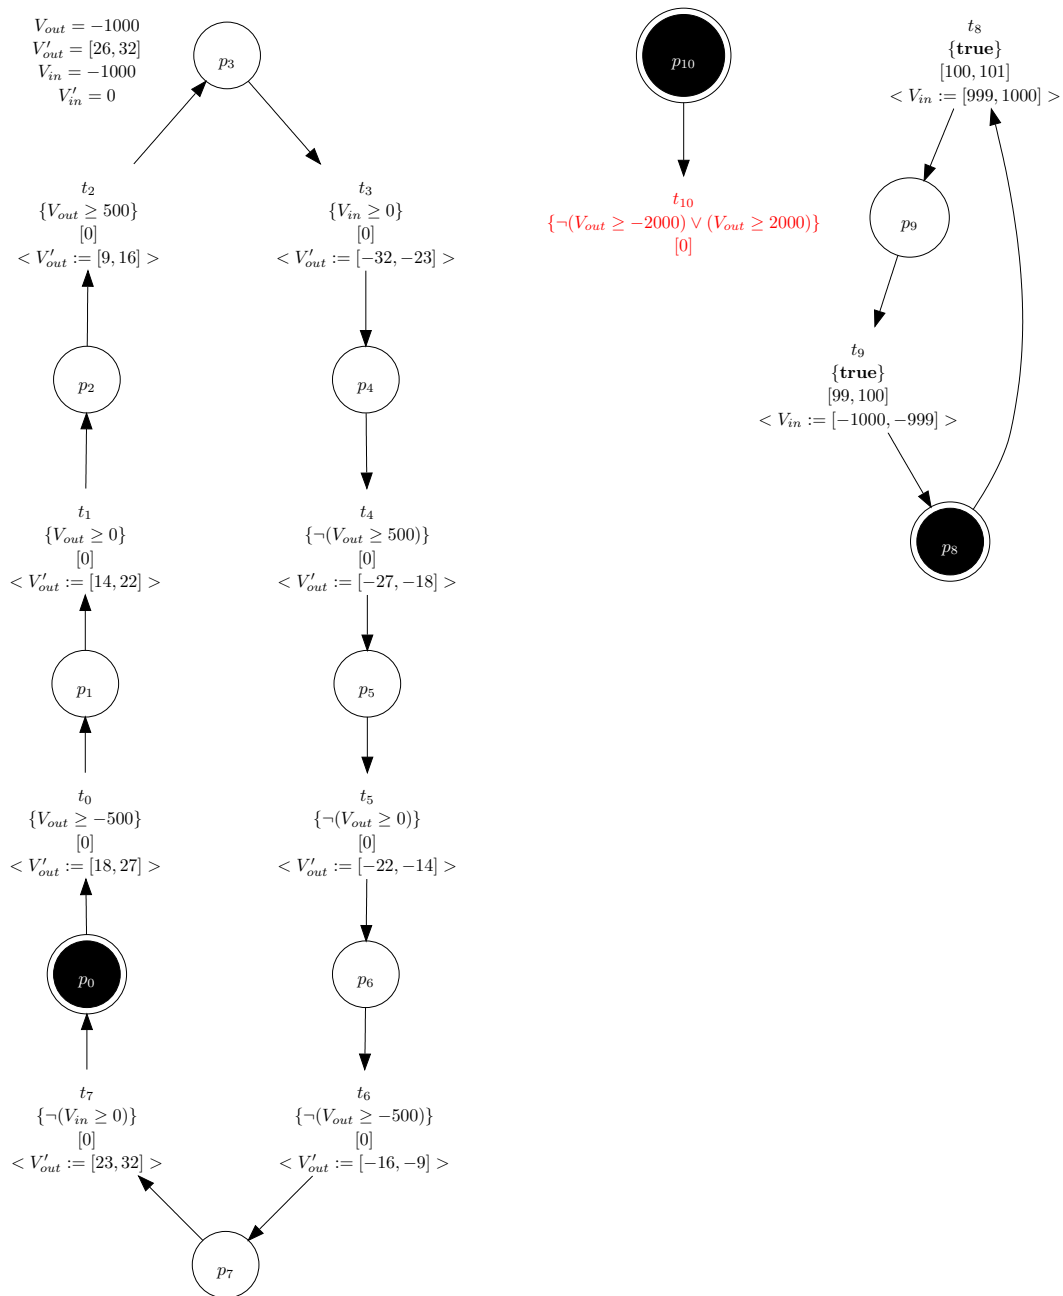 V_out = −1000
V′_out = [26, 32]
V_in = −1000
V′_in = 0
p_3
t_2
{V_out ≥ 500}
[0]
< V′_out := [9, 16] >
t_3
{V_in ≥ 0}
[0]
< V′_out := [−32, −23] >
p_2
p_4
t_1
{V_out ≥ 0}
[0]
< V′_out := [14, 22] >
t_4
{¬(V_out ≥ 500)}
[0]
< V′_out := [−27, −18] >
p_1
p_5
t_0
{V_out ≥ −500}
[0]
< V′_out := [18, 27] >
t_5
{¬(V_out ≥ 0)}
[0]
< V′_out := [−22, −14] >
p_0
p_6
t_7
{¬(V_in ≥ 0)}
[0]
< V′_out := [23, 32] >
t_6
{¬(V_out ≥ −500)}
[0]
< V′_out := [−16, −9] >
p_7
p_10
t_10
{¬(V_out ≥ −2000) ∨ (V_out ≥ 2000)}
[0]
t_8
{true}
[100, 101]
< V_in := [999, 1000] >
p_9
t_9
{true}
[99, 100]
< V_in := [−1000, −999] >
p_8